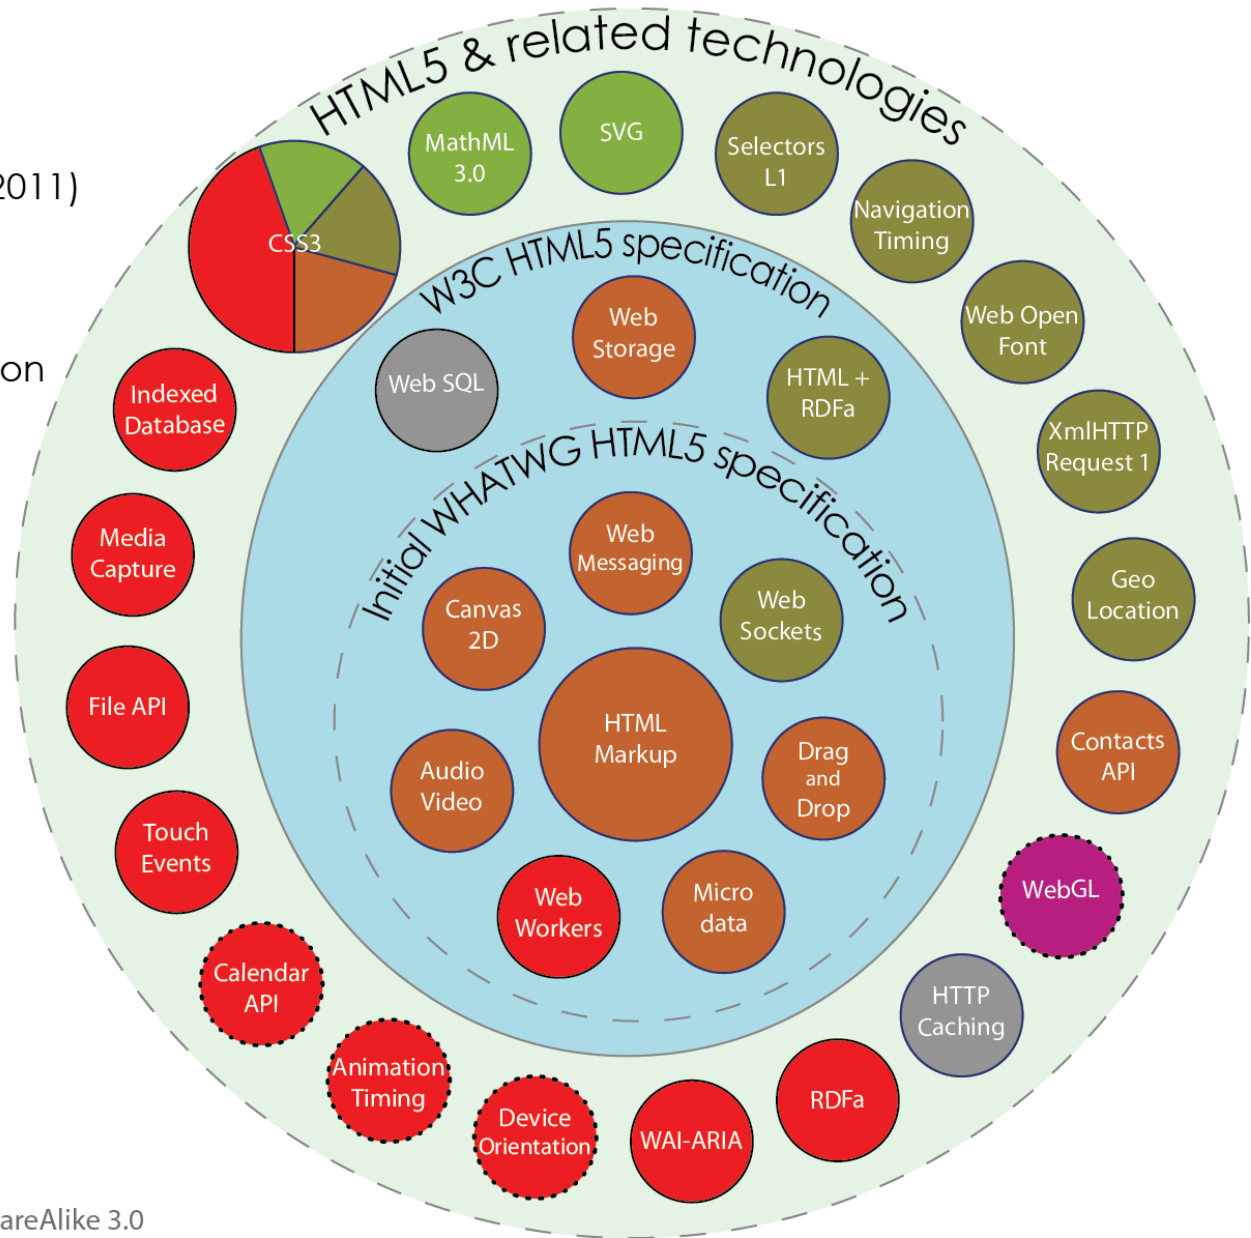 HTML5 & related technologies
2011)
on
MathML
3.0
SVG
Selectors
L1
Navigation
Timing
CSS3
Web Open
Font
XmlHTTP
Request 1
Geo
Location
Contacts
API
WebGL
HTTP
Caching
RDFa
WAI-ARIA
Device
Orientation
Animation
Timing
Calendar
API
Touch
Events
File API
Media
Capture
Indexed
Database
W3C HTML5 specification
Web SQL
Web
Storage
HTML +
RDFa
Initial WHATWG HTML5 specification
Web
Messaging
Canvas
2D
Web
Sockets
HTML
Markup
Audio
Video
Drag
and
Drop
Web
Workers
Micro
data
areAlike 3.0